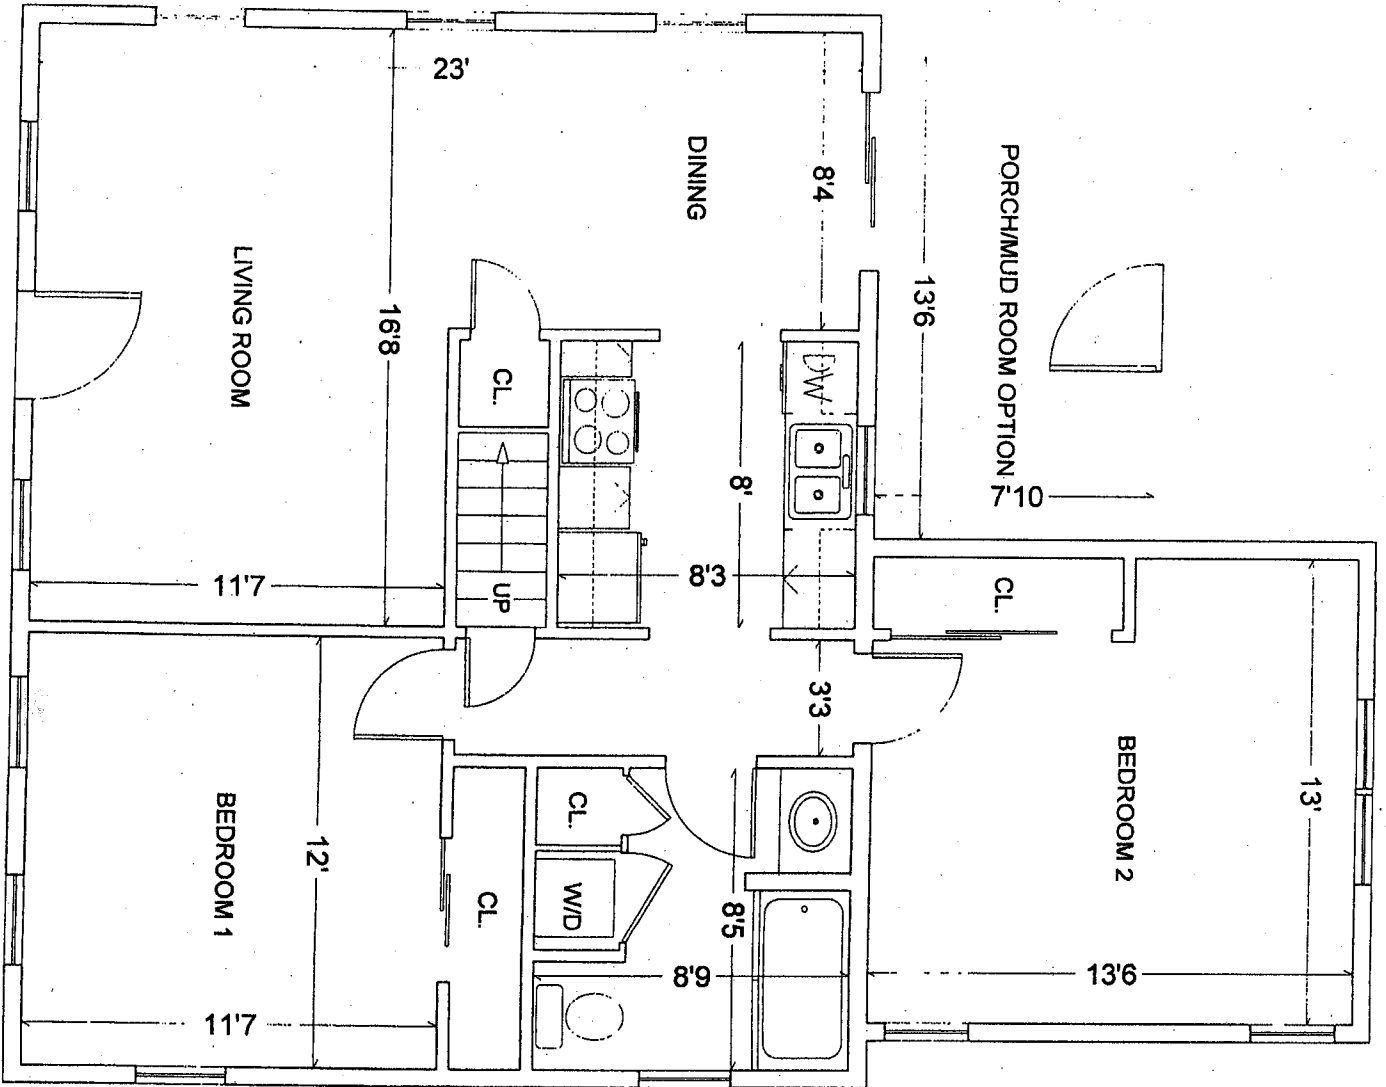 23'
DINING
8'4
PORCH/MUD ROOM OPTION
13'6
7'10
LIVING ROOM
16'8
CL.
DW
8'
8'3
UP
11'7
CL.
3'3
BEDROOM 2
13'
13'6
BEDROOM 1
12'
11'7
CL.
CL.
W/D
8'5
8'9